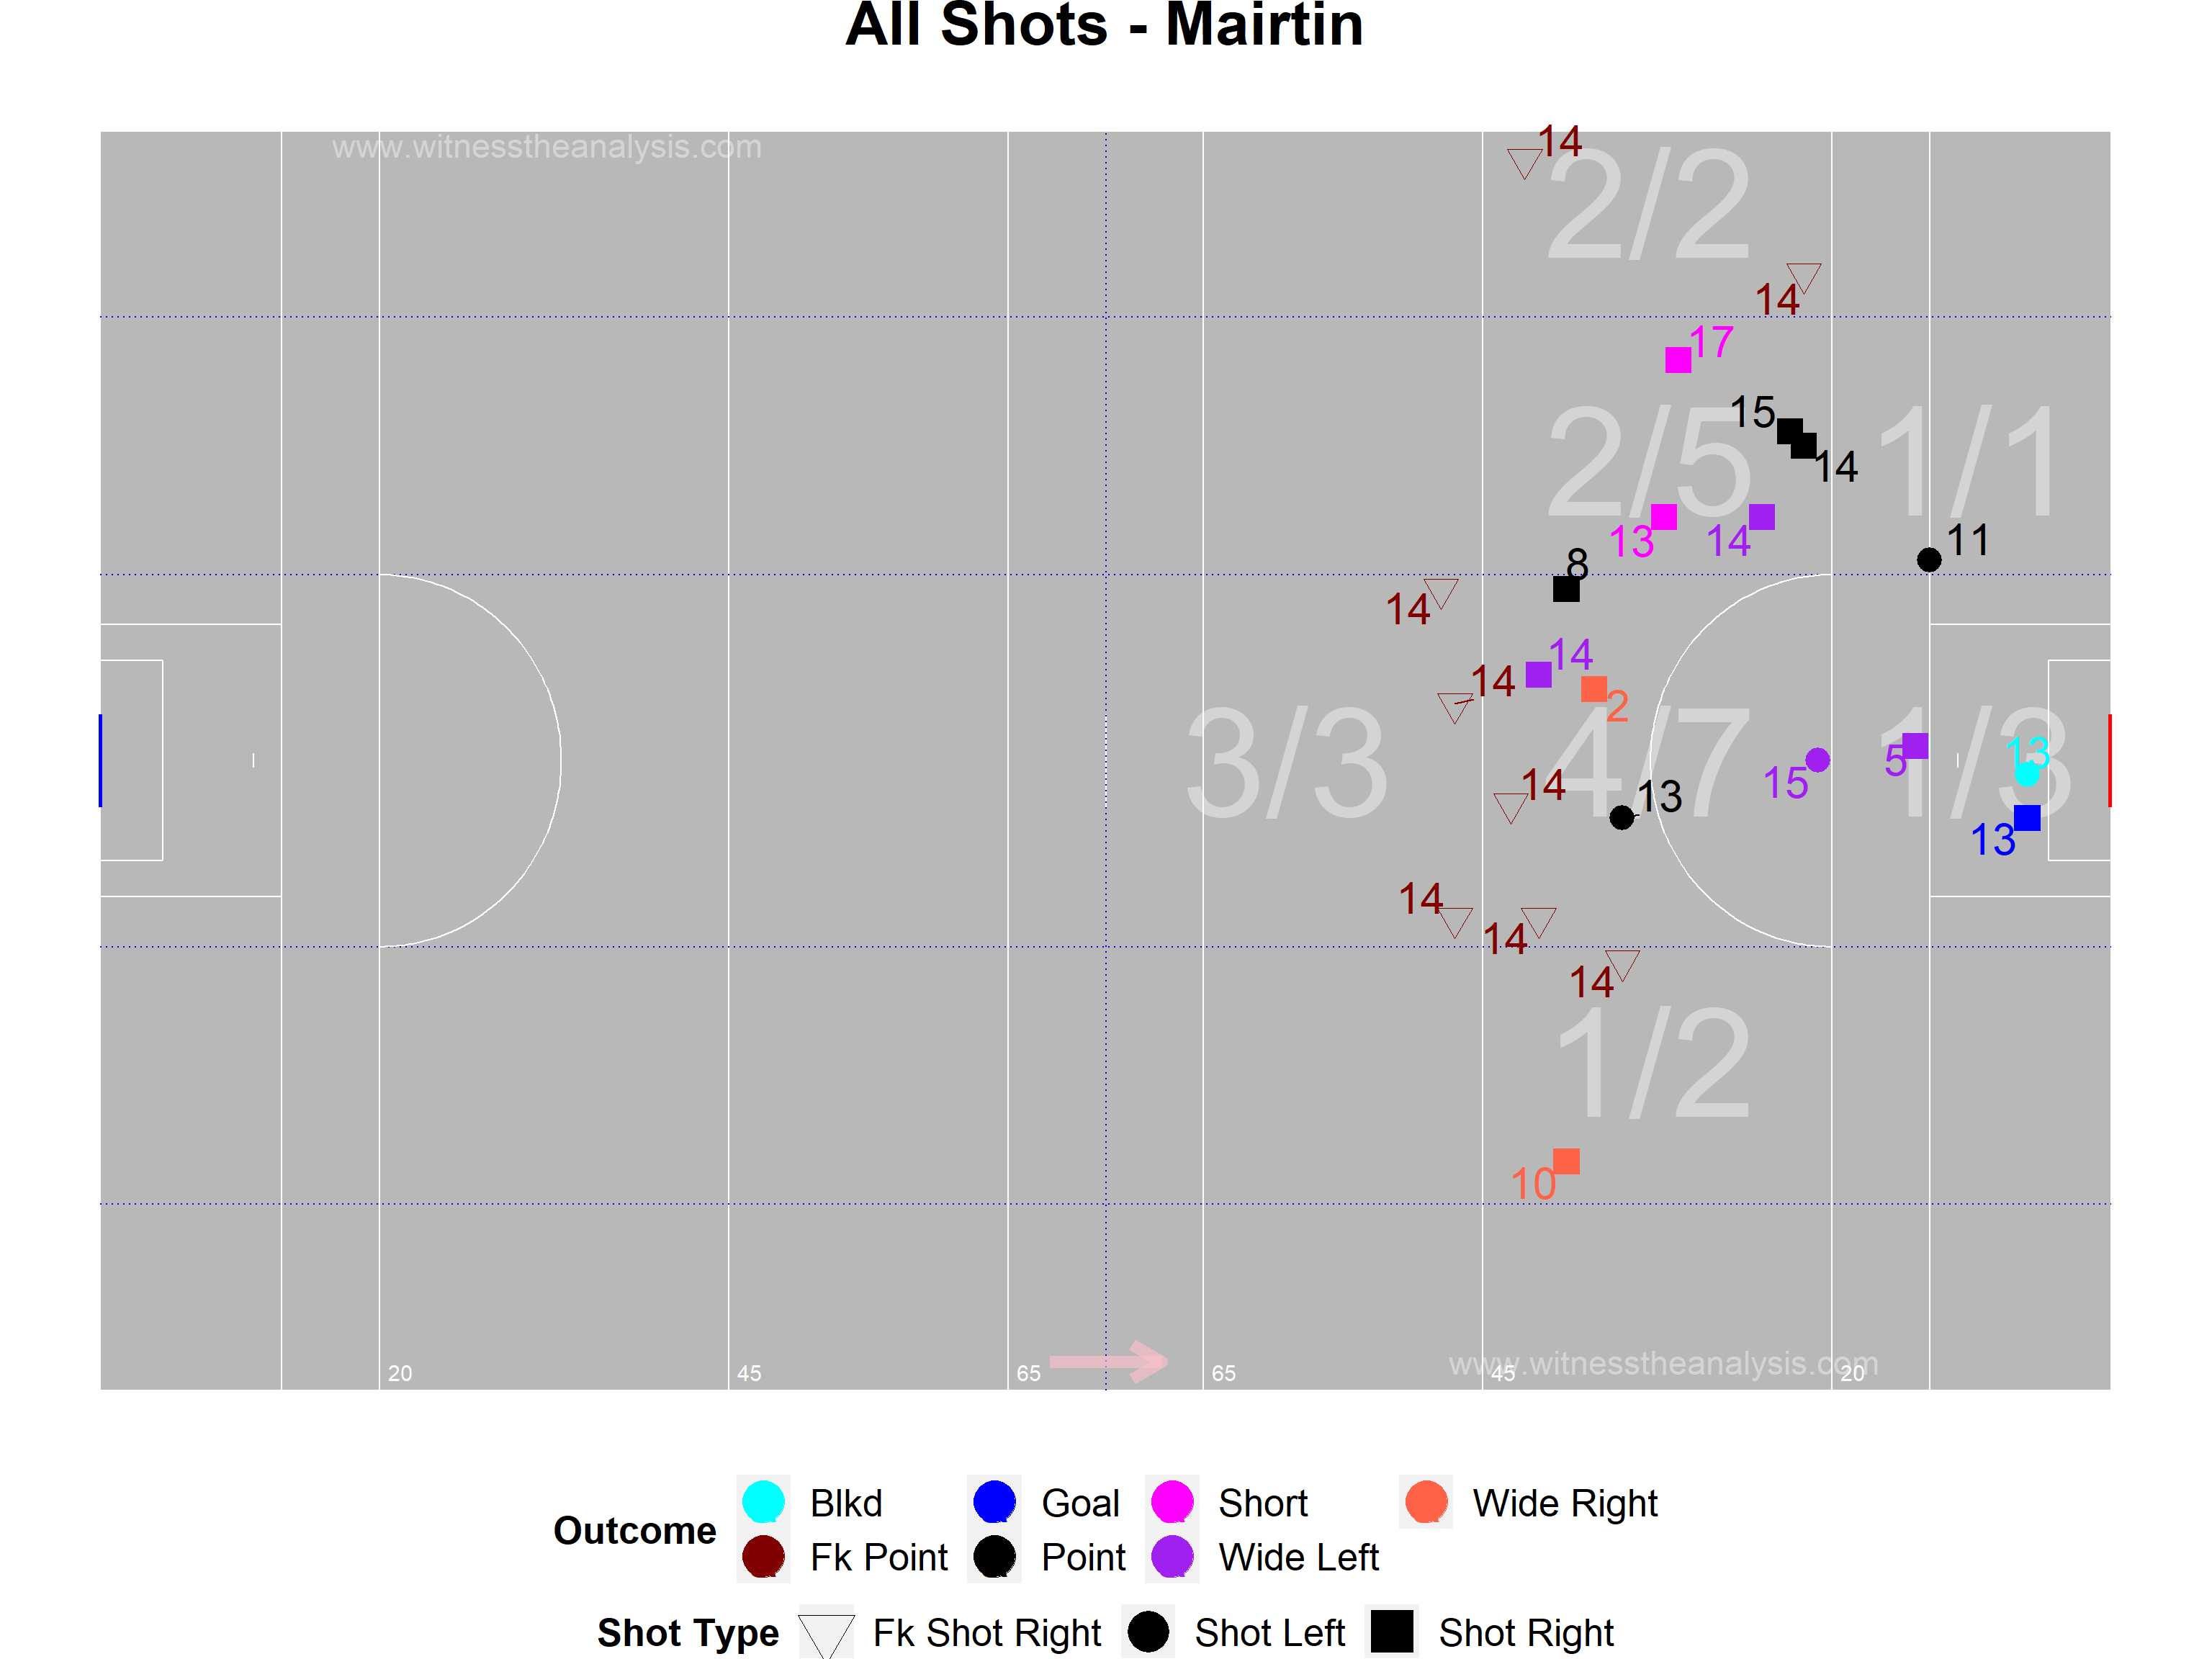 All Shots - Mairtin
www.witnesstheanalysis.com
14
2/2
14
17
15
2/5
1/1
14
13
14
11
8
14
14
14
2
3/3
4/7
1/3
13
5
15
14
13
13
14
14
14
1/2
10
www.witnesstheanalysis.com
20
45
65
65
45
20
Outcome
Blkd
Goal
Short
Wide Right
Fk Point
Point
Wide Left
Shot Type
Fk Shot Right
Shot Left
Shot Right